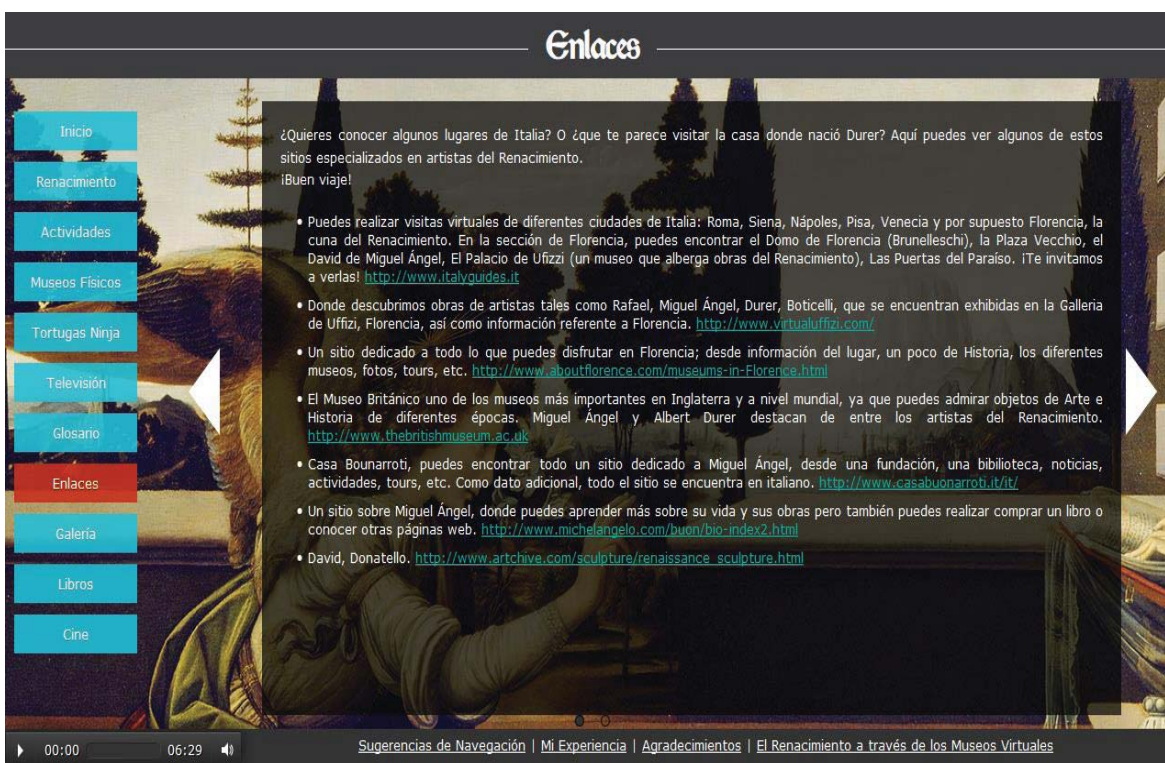 Enlaces
Inicio
Renacimiento
Actividades
Museos Físicos
Tortugas Ninja
Televisión
Glosario
Enlaces
Galería
Libros
Cine
¿Quieres conocer algunos lugares de Italia? O ¿que te parece visitar la casa donde nació Durer? Aquí puedes ver algunos de estos
sitios especializados en artistas del Renacimiento.
¡Buen viaje!
• Puedes realizar visitas virtuales de diferentes ciudades de Italia: Roma, Siena, Nápoles, Pisa, Venecia y por supuesto Florencia, la
cuna del Renacimiento. En la sección de Florencia, puedes encontrar el Domo de Florencia (Brunelleschi), la Plaza Vecchio, el
David de Miguel Ángel, El Palacio de Ufizzi (un museo que alberga obras del Renacimiento), Las Puertas del Paraíso. ¡Te invitamos
a verlas! http://www.italyguides.it
• Donde descubrimos obras de artistas tales como Rafael, Miguel Ángel, Durer, Boticelli, que se encuentran exhibidas en la Galleria
de Uffizi, Florencia, así como información referente a Florencia. http://www.virtualuffizi.com/
• Un sitio dedicado a todo lo que puedes disfrutar en Florencia; desde información del lugar, un poco de Historia, los diferentes
museos, fotos, tours, etc. http://www.aboutflorence.com/museums-in-Florence.html
• El Museo Británico uno de los museos más importantes en Inglaterra y a nivel mundial, ya que puedes admirar objetos de Arte e
Historia de diferentes épocas. Miguel Ángel y Albert Durer destacan de entre los artistas del Renacimiento.
http://www.thebritishmuseum.ac.uk
• Casa Bounarroti, puedes encontrar todo un sitio dedicado a Miguel Ángel, desde una fundación, una biblioteca, noticias,
actividades, tours, etc. Como dato adicional, todo el sitio se encuentra en italiano. http://www.casabuonarroti.it/it/
• Un sitio sobre Miguel Ángel, donde puedes aprender más sobre su vida y sus obras pero también puedes realizar comprar un libro o
conocer otras páginas web. http://www.michelangelo.com/buon/bio-index2.html
• David, Donatello. http://www.artchive.com/sculpture/renaissance_sculpture.html
00:00 06:29
Sugerencias de Navegación | Mi Experiencia | Agradecimientos | El Renacimiento a través de los Museos Virtuales